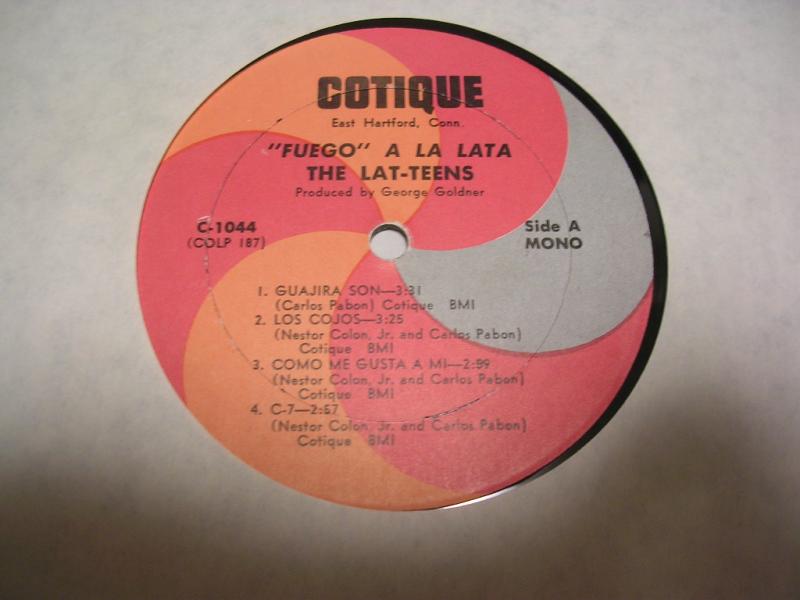 COTIQUE
East Hartford, Conn.
"FUEGO" A LA LATA
THE LAT-TEENS
Produced by George Goldner
C-1044
(COLP 187)
Side A
MONO
1. GUAJIRA SON—3:31
(Carlos Pabon) Cotique BMI
2. LOS COJOS—3:25
(Nestor Colon, Jr. and Carlos Pabon)
Cotique BMI
3. COMO ME GUSTA A MI—2:59
(Nestor Colon, Jr. and Carlos Pabon)
Cotique BMI
4. C-7—2:57
(Nestor Colon, Jr. and Carlos Pabon)
Cotique BMI